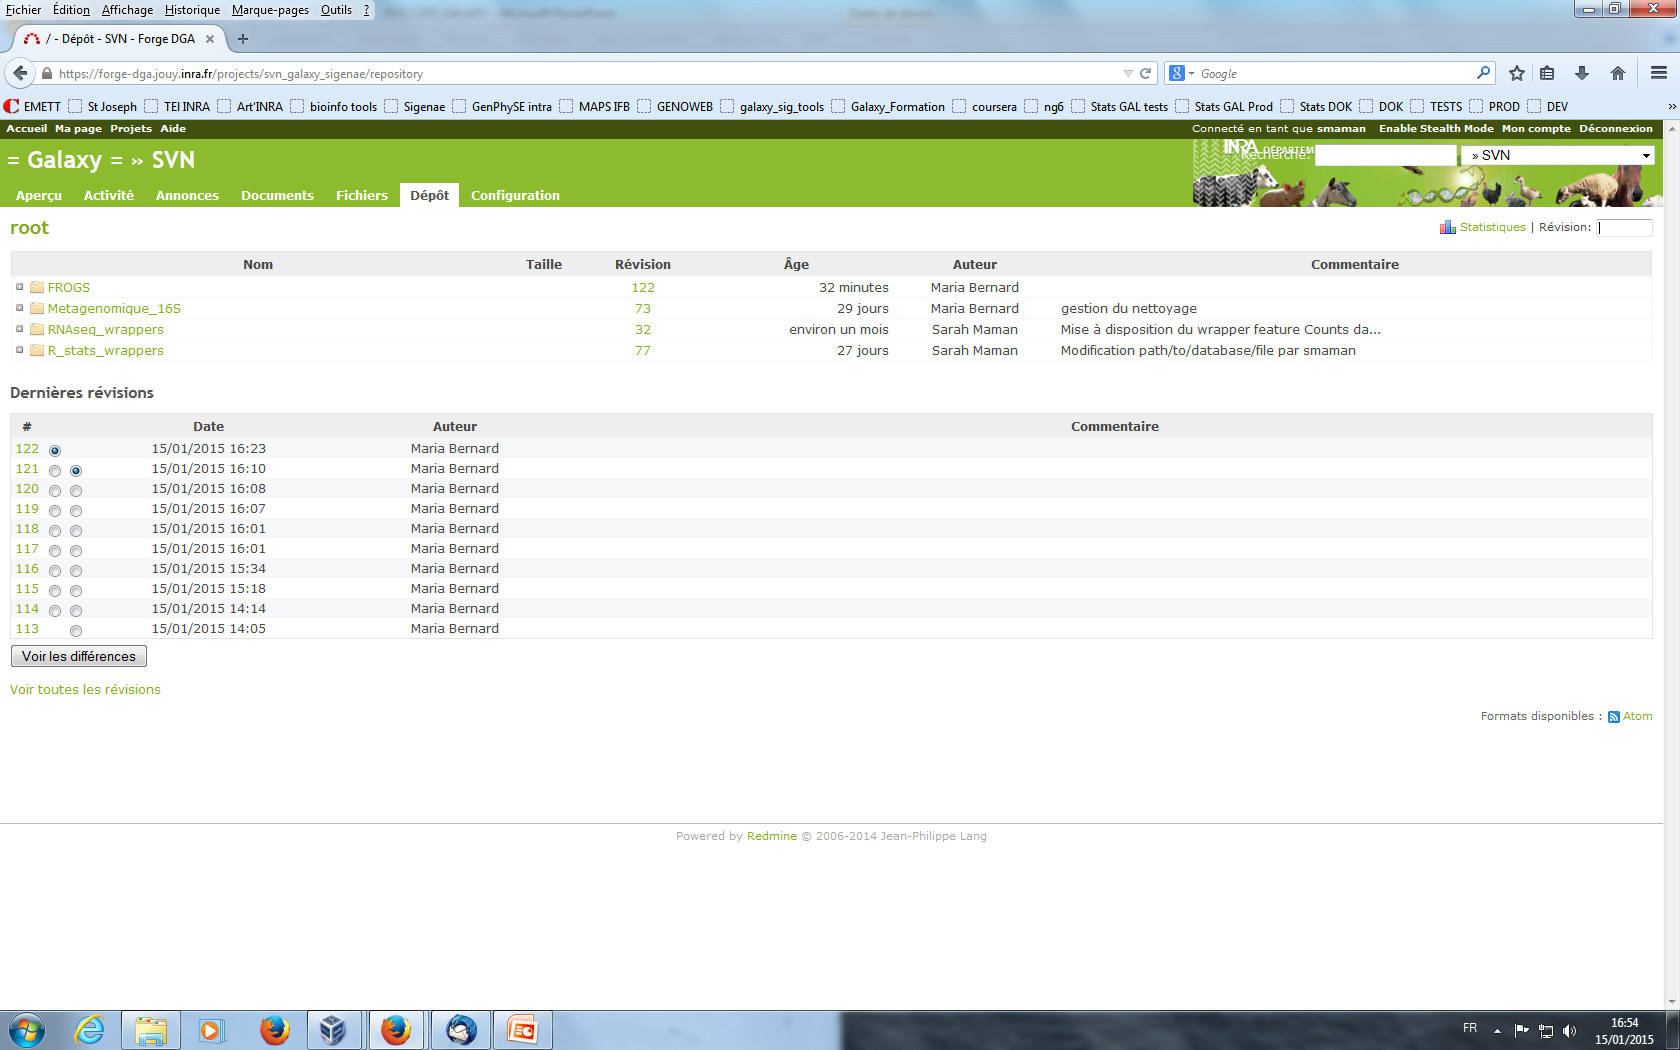 Fichier Édition Affichage Historique Marque-pages Outils ?
/ - Dépôt - SVN - Forge DGA
https://forge-dga.jouy.inra.fr/projects/svn_galaxy_sigenae/repository
Google
EMETT St Joseph TEI INRA Art'INRA bioinfo tools Sigenae GenPhySE intra MAPS IFB GENOWEB galaxy_sig_tools Galaxy_Formation coursera ng6 Stats GAL tests Stats GAL Prod Stats DOK DOK TESTS PROD DEV »
Accueil Ma page Projets Aide
Connecté en tant que smaman Enable Stealth Mode Mon compte Déconnexion
= Galaxy = » SVN
INRA DÉPARTEM
Recherche: » SVN
Aperçu Activité Annonces Documents Fichiers Dépôt Configuration
root
Statistiques | Révision:
Nom Taille Révision Âge Auteur Commentaire
FROGS 122 32 minutes Maria Bernard
Metagenomique_16S 73 29 jours Maria Bernard gestion du nettoyage
RNAseq_wrappers 32 environ un mois Sarah Maman Mise à disposition du wrapper feature Counts da...
R_stats_wrappers 77 27 jours Sarah Maman Modification path/to/database/file par smaman
Dernières révisions
# Date Auteur Commentaire
122 15/01/2015 16:23 Maria Bernard
121 15/01/2015 16:10 Maria Bernard
120 15/01/2015 16:08 Maria Bernard
119 15/01/2015 16:07 Maria Bernard
118 15/01/2015 16:01 Maria Bernard
117 15/01/2015 16:01 Maria Bernard
116 15/01/2015 15:34 Maria Bernard
115 15/01/2015 15:18 Maria Bernard
114 15/01/2015 14:14 Maria Bernard
113 15/01/2015 14:05 Maria Bernard
Voir les différences
Voir toutes les révisions
Formats disponibles : Atom
Powered by Redmine © 2006-2014 Jean-Philippe Lang
FR
16:54
15/01/2015